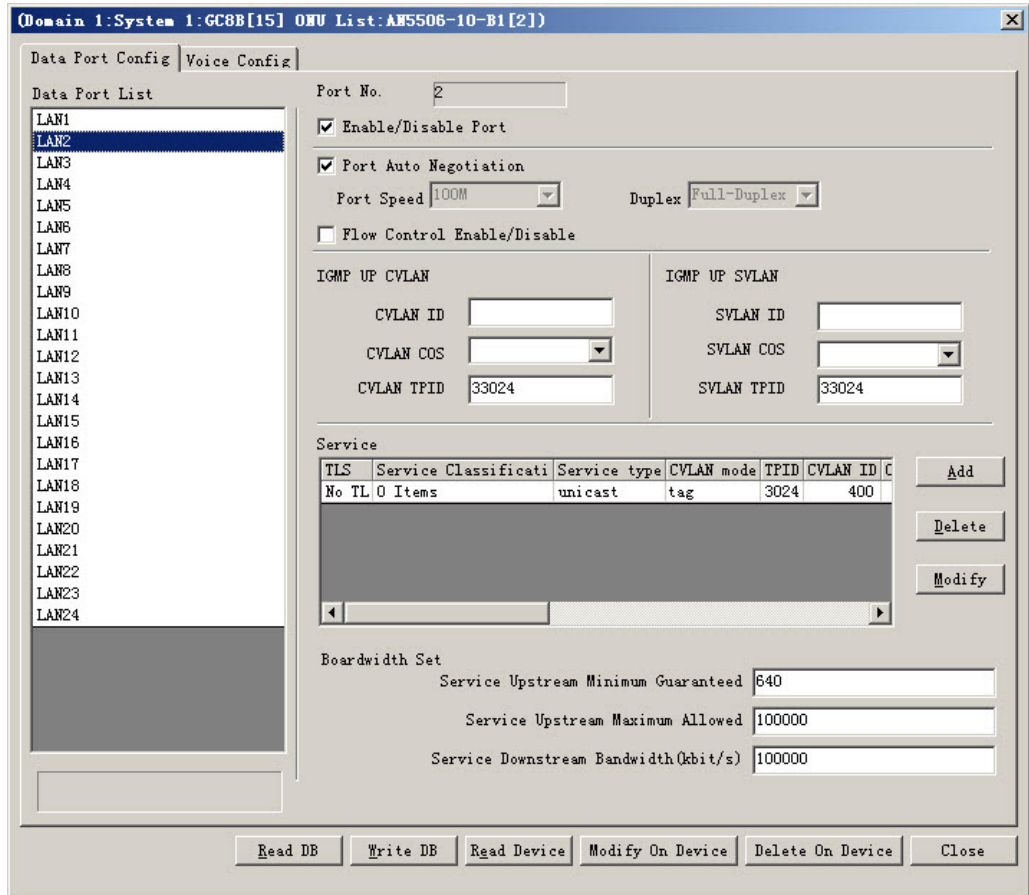 (Domain 1:System 1:GC8B[15] ONU List:AN5506-10-B1[2])
Data Port Config Voice Config
Data Port List
LAN1
LAN2
LAN3
LAN4
LAN5
LAN6
LAN7
LAN8
LAN9
LAN10
LAN11
LAN12
LAN13
LAN14
LAN15
LAN16
LAN17
LAN18
LAN19
LAN20
LAN21
LAN22
LAN23
LAN24
Port No. 2
Enable/Disable Port
Port Auto Negotiation
Port Speed 100M Duplex Full-Duplex
Flow Control Enable/Disable
IGMP UP CVLAN
CVLAN ID
CVLAN COS
CVLAN TPID 33024
IGMP UP SVLAN
SVLAN ID
SVLAN COS
SVLAN TPID 33024
Service
TLS Service Classificati Service type CVLAN mode TPID CVLAN ID C
No TL 0 Items unicast tag 3024 400
Add
Delete
Modify
Boardwidth Set
Service Upstream Minimum Guaranteed 640
Service Upstream Maximum Allowed 100000
Service Downstream Bandwidth(kbit/s) 100000
Read DB Write DB Read Device Modify On Device Delete On Device Close